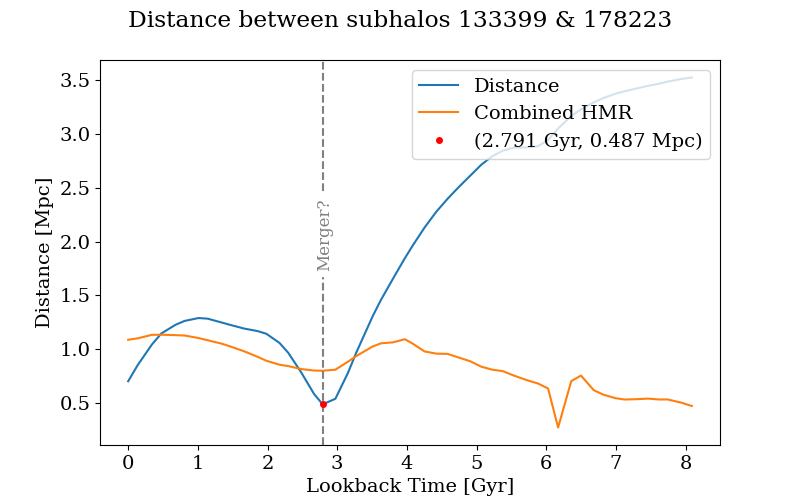 Distance between subhalos 133399 & 178223
Distance [Mpc]
3.5
3.0
2.5
2.0
1.5
1.0
0.5
Distance
Combined HMR
(2.791 Gyr, 0.487 Mpc)
Merger?
0 1 2 3 4 5 6 7 8
Lookback Time [Gyr]